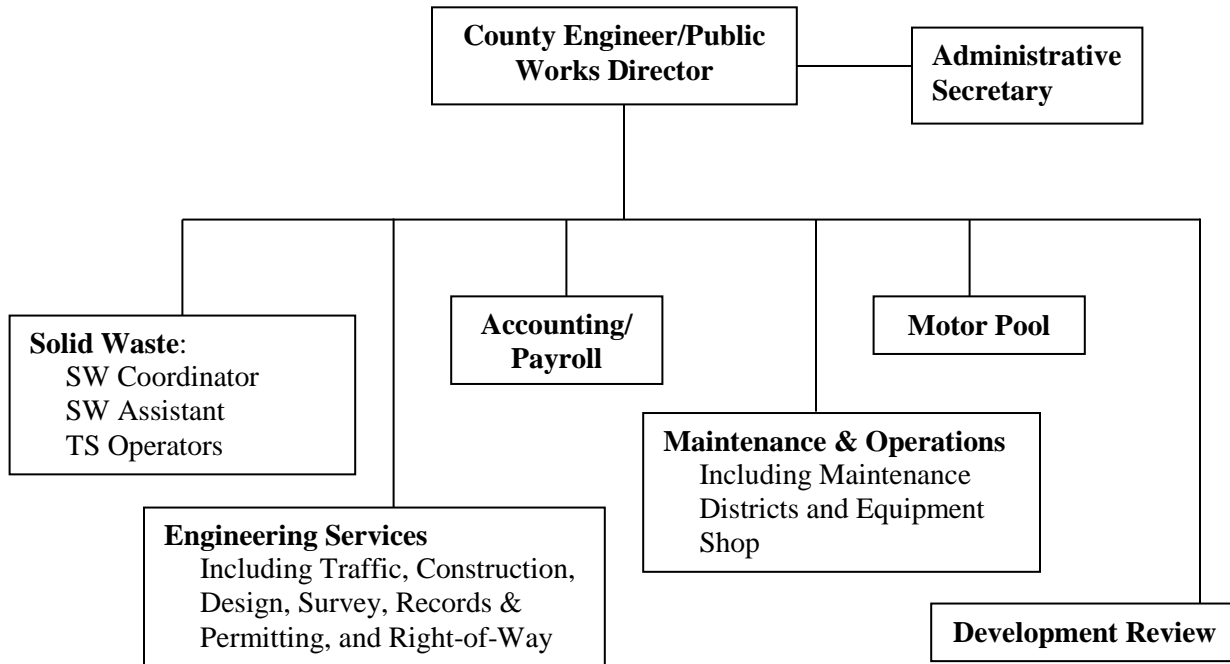 County Engineer/Public
Works Director
Administrative
Secretary
Solid Waste:
SW Coordinator
SW Assistant
TS Operators
Engineering Services
Including Traffic, Construction,
Design, Survey, Records &
Permitting, and Right-of-Way
Accounting/
Payroll
Maintenance & Operations
Including Maintenance
Districts and Equipment
Shop
Motor Pool
Development Review